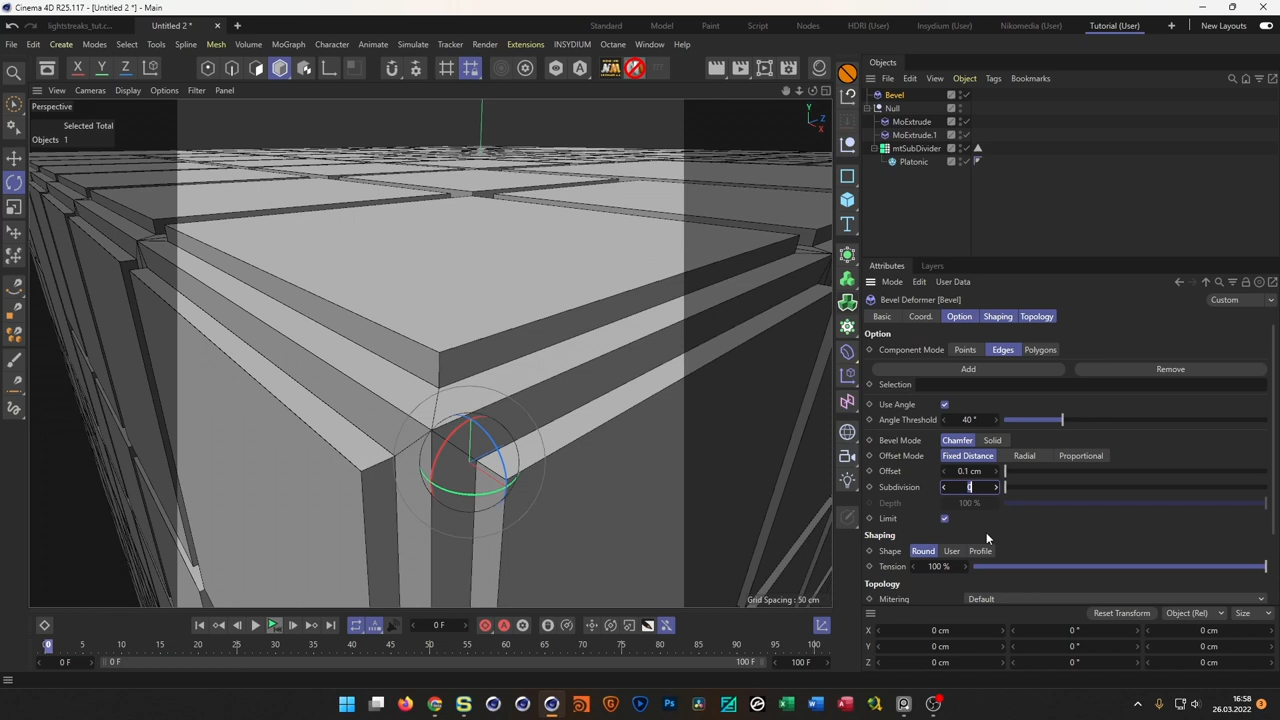 Cinema 4D R25.117 - [Untitled 2 *] - Main
lightstreaks_tut.c...
Untitled 2 *
Standard
Model
Paint
Script
Nodes
HDRI (User)
Insydium (User)
Nikomedia (User)
Tutorial (User)
New Layouts
File
Edit
Create
Modes
Select
Tools
Spline
Mesh
Volume
MoGraph
Character
Animate
Simulate
Tracker
Render
Extensions
INSYDIUM
Octane
Window
Help
X
Y
Z
NM
View
Cameras
Display
Options
Filter
Panel
Perspective
Selected Total
Objects 1
Y
Z
X
Grid Spacing : 50 cm
Objects
File
Edit
View
Object
Tags
Bookmarks
Bevel
Null
MoExtrude
MoExtrude.1
mtSubDivider
Platonic
Attributes
Layers
Mode
Edit
User Data
Bevel Deformer [Bevel]
Custom
Basic
Coord.
Option
Shaping
Topology
Option
Component Mode
Points
Edges
Polygons
Add
Remove
Selection
Use Angle
Angle Threshold
40 °
Bevel Mode
Chamfer
Solid
Offset Mode
Fixed Distance
Radial
Proportional
Offset
0.1 cm
Subdivision
0
Depth
100 %
Limit
Shaping
Shape
Round
User
Profile
Tension
100 %
Topology
Mitering
Default
Reset Transform
Object (Rel)
Size
X
0 cm
0 °
0 cm
Y
0 cm
0 °
0 cm
Z
0 cm
0 °
0 cm
0 F
0
5
10
15
20
25
30
35
40
45
50
55
60
65
70
75
80
85
90
95
100
0 F
0 F
100 F
100 F
16:58
26.03.2022